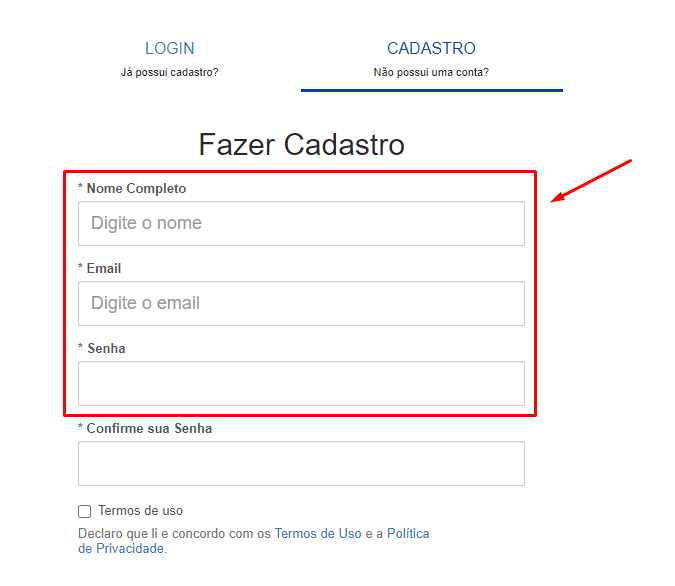 LOGIN
CADASTRO
Já possui cadastro?
Não possui uma conta?
Fazer Cadastro
* Nome Completo
Digite o nome
* Email
Digite o email
* Senha
* Confirme sua Senha
Termos de uso
Declaro que li e concordo com os Termos de Uso e a Política
de Privacidade.